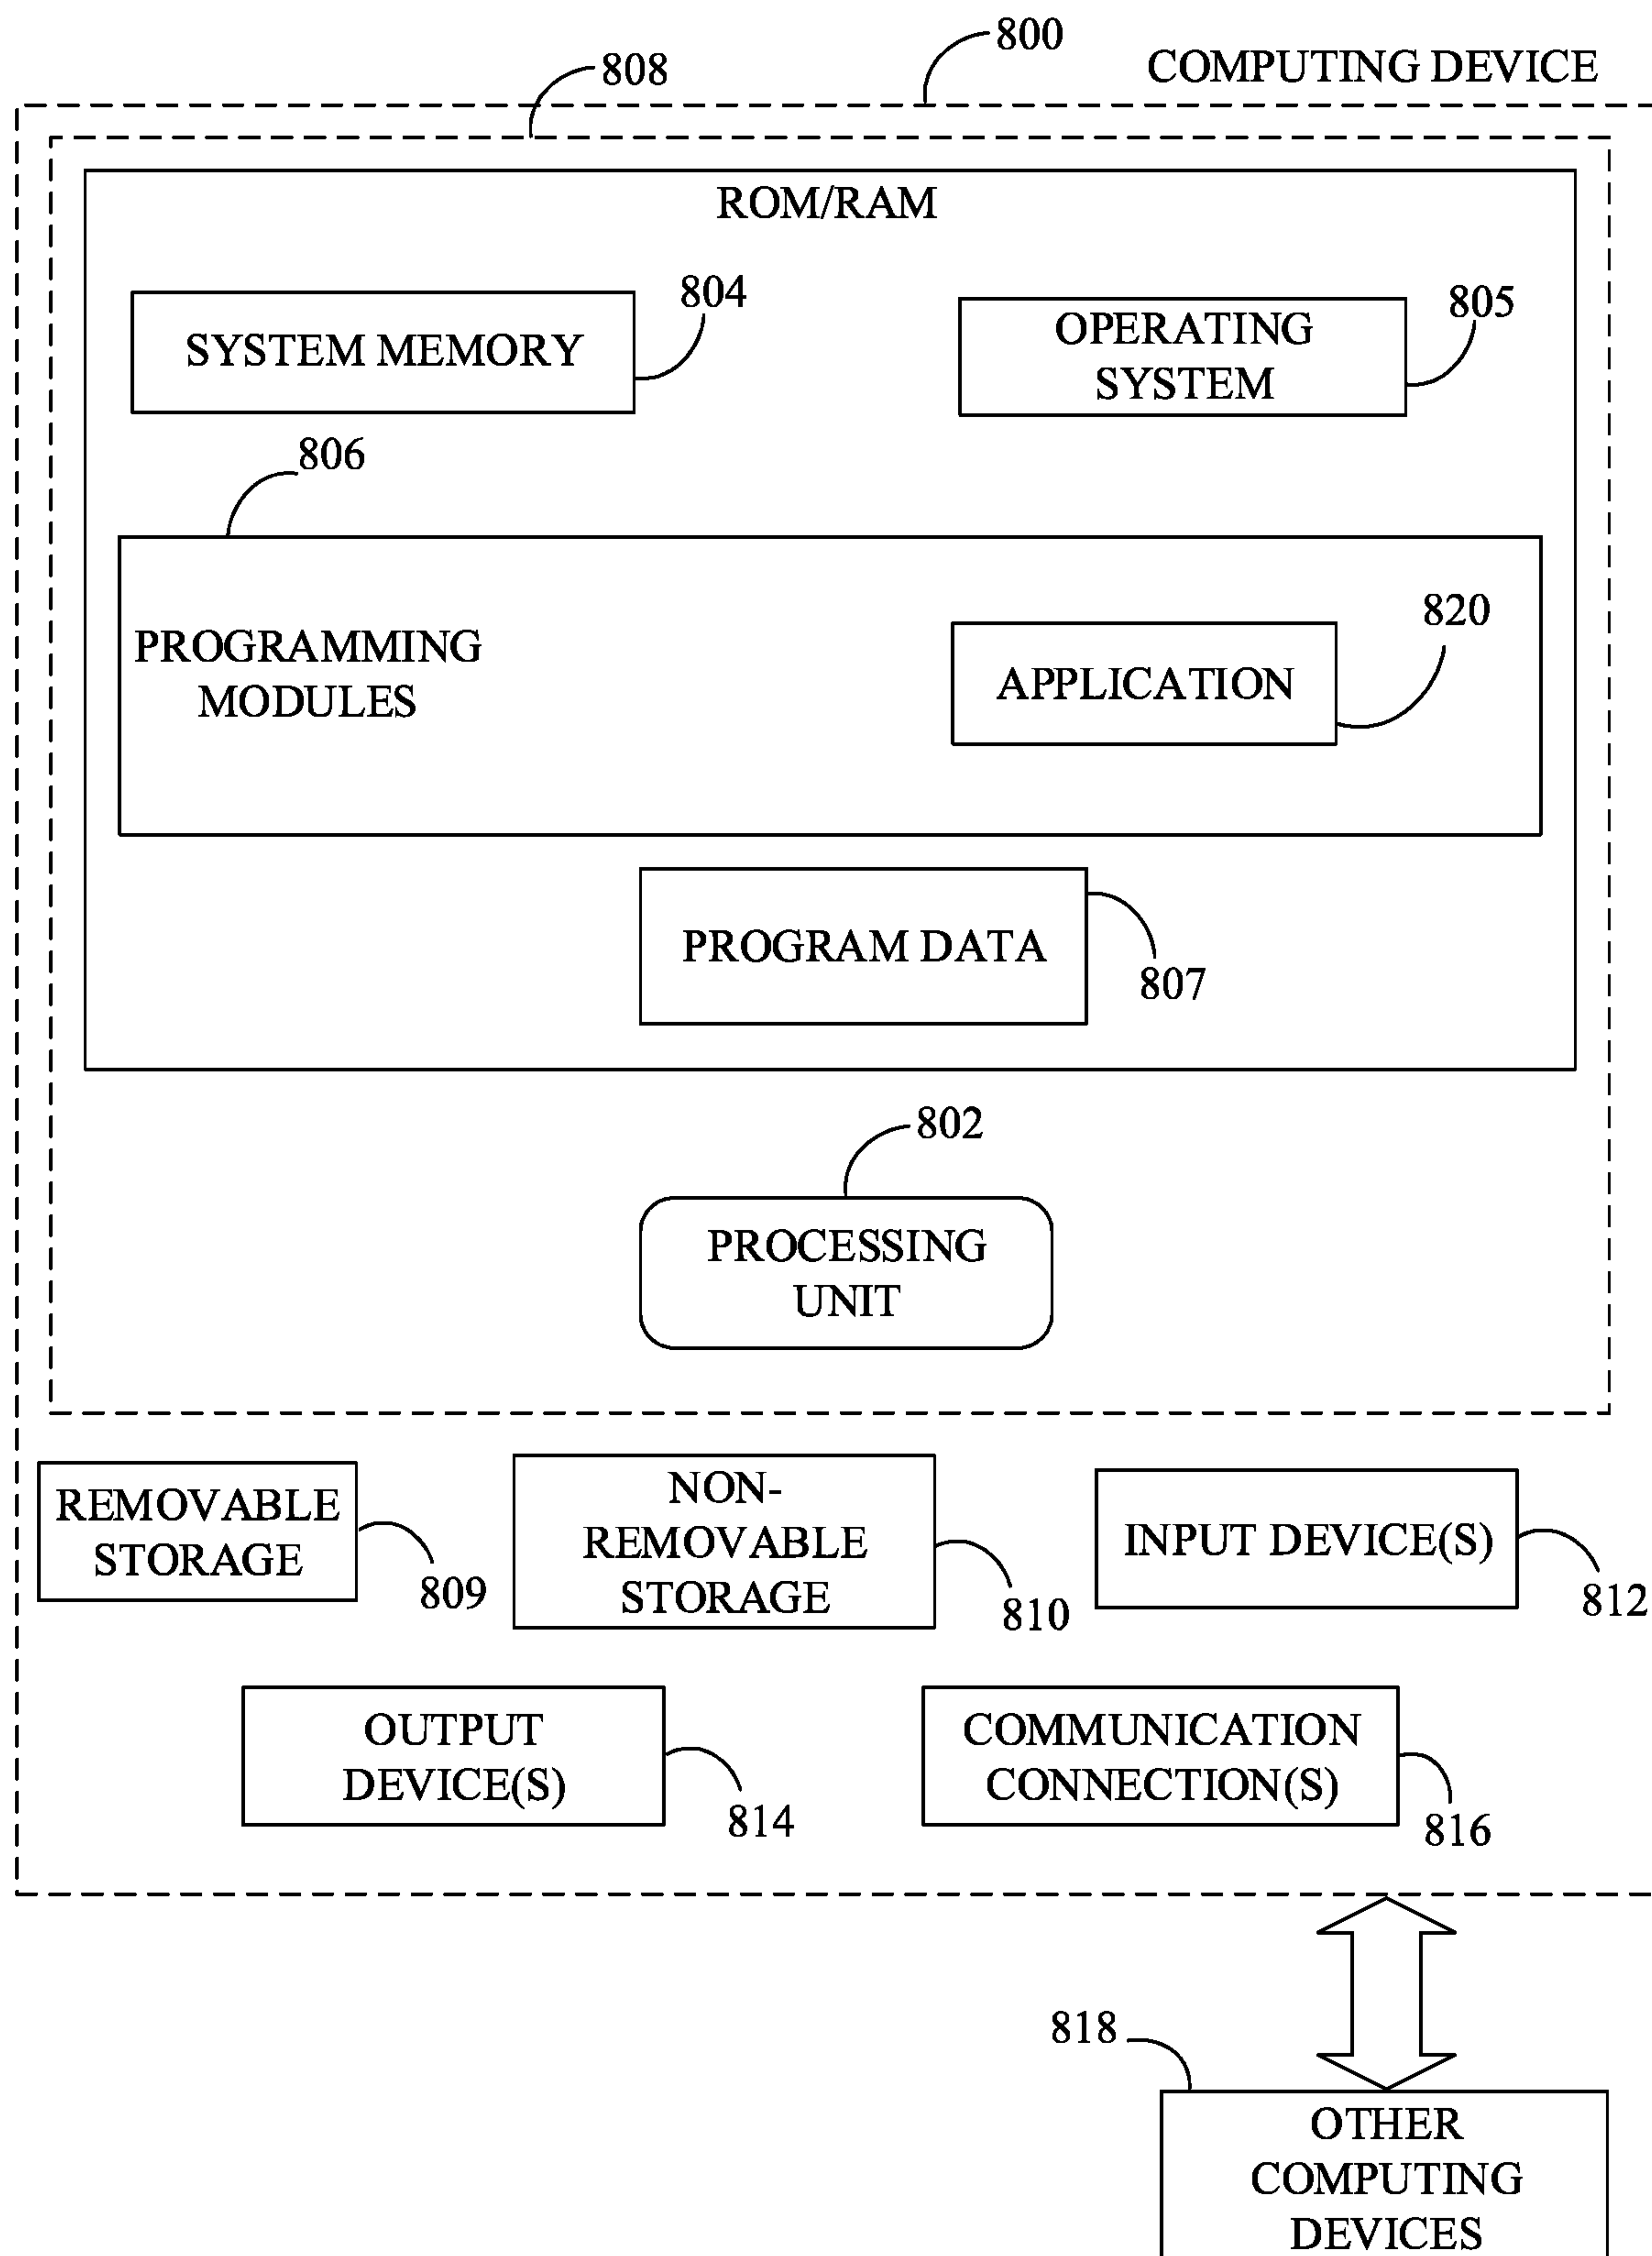 800
COMPUTING DEVICE
808
ROM/RAM
804
SYSTEM MEMORY
805
OPERATING
SYSTEM
806
PROGRAMMING
MODULES
820
APPLICATION
PROGRAM DATA
807
802
PROCESSING
UNIT
REMOVABLE
STORAGE
809
NON-
REMOVABLE
STORAGE
810
INPUT DEVICE(S)
812
OUTPUT
DEVICE(S)
814
COMMUNICATION
CONNECTION(S)
816
818
OTHER
COMPUTING
DEVICES